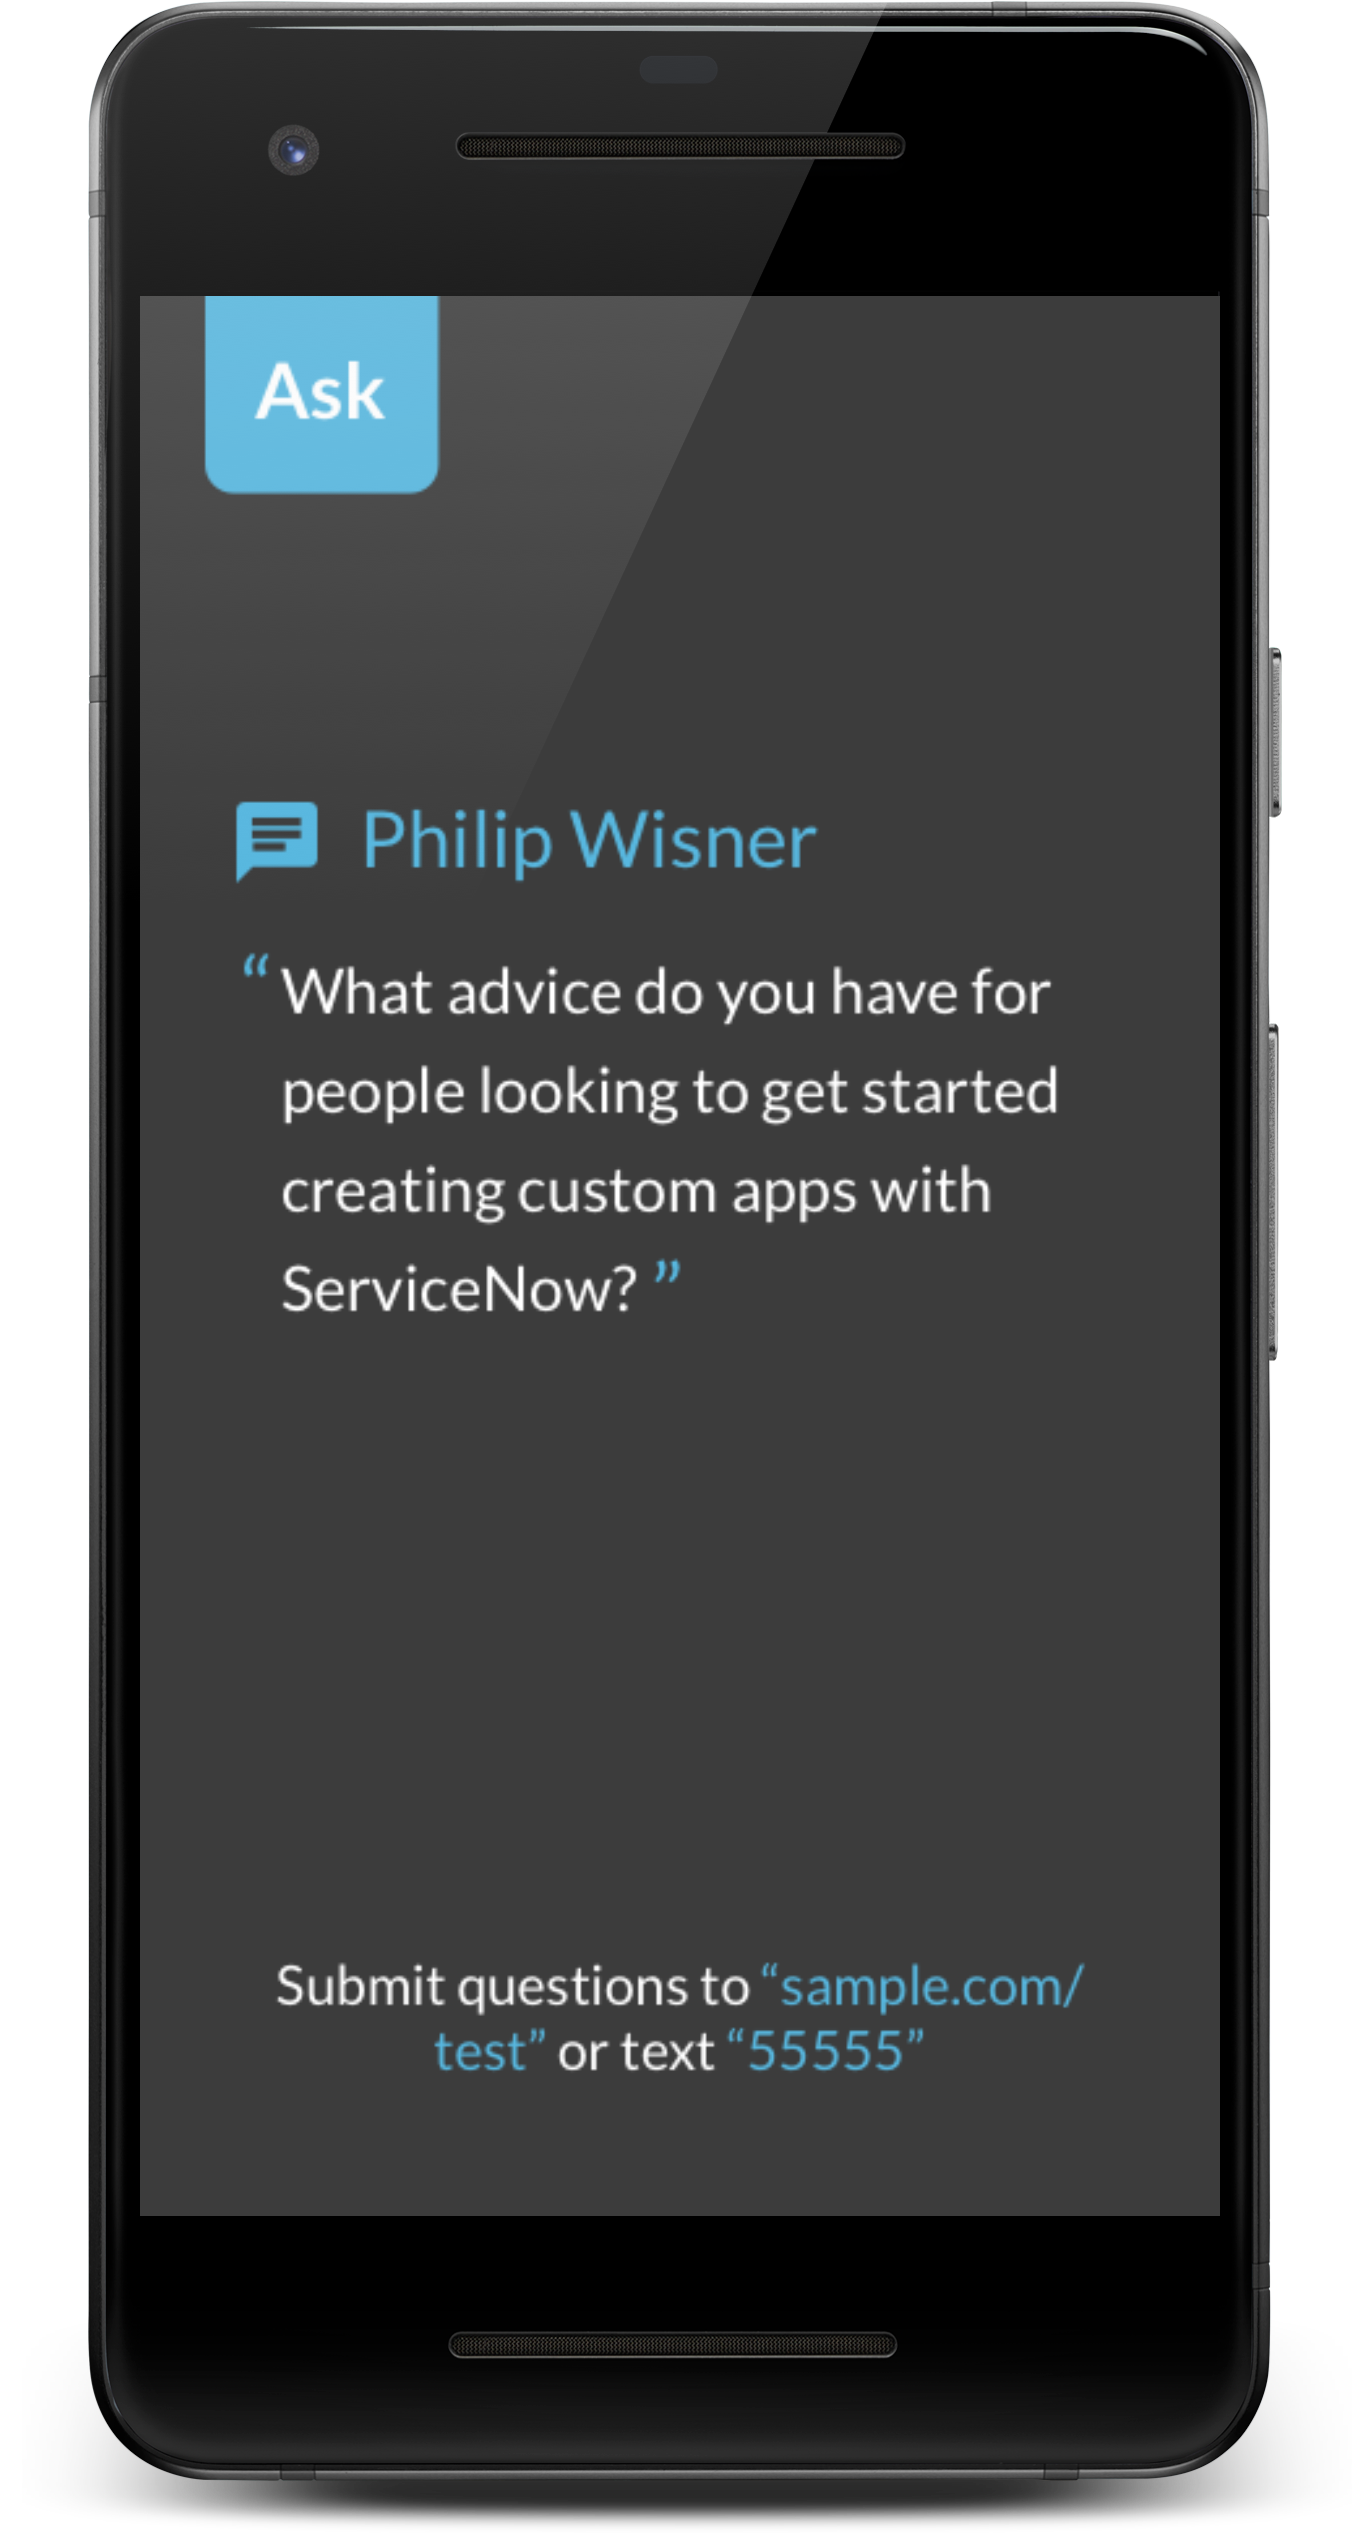 Ask
Philip Wisner
“What advice do you have for
people looking to get started
creating custom apps with
ServiceNow?”
Submit questions to “sample.com/
test” or text “55555”